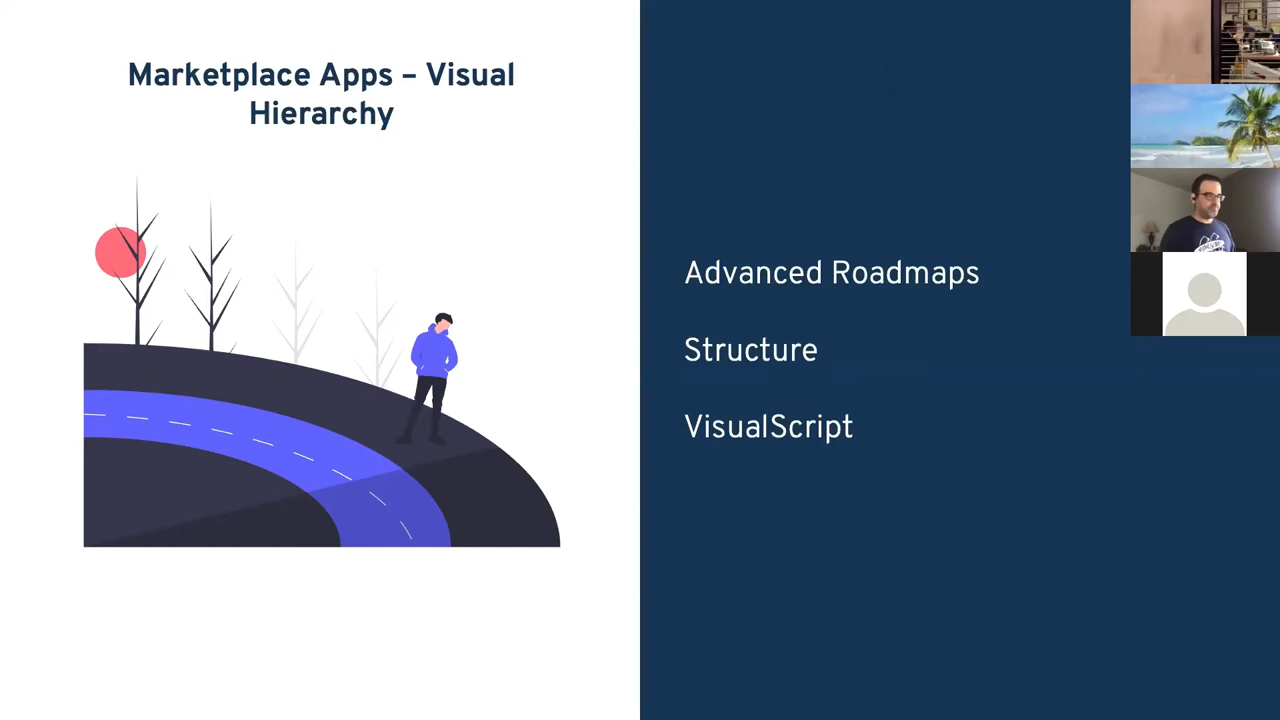 Marketplace Apps – Visual
Hierarchy
Advanced Roadmaps
Structure
VisualScript